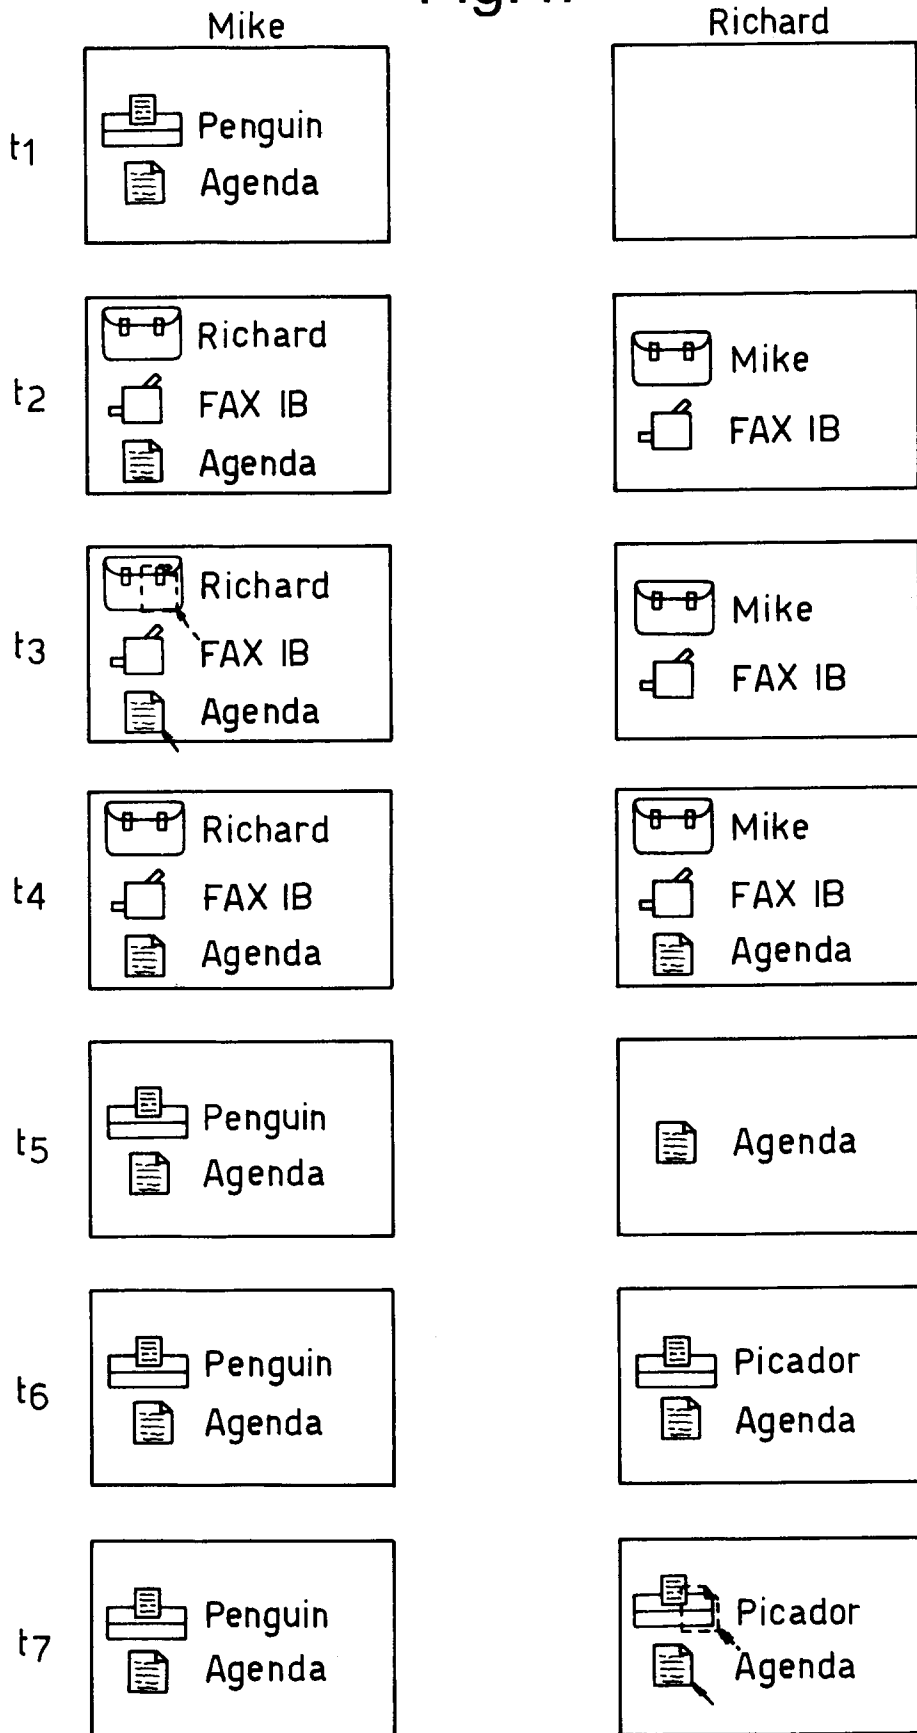 Mike Richard
t1
Penguin
Agenda
t2
Richard
FAX IB
Agenda
Mike
FAX IB
t3
Richard
FAX IB
Agenda
Mike
FAX IB
t4
Richard
FAX IB
Agenda
Mike
FAX IB
Agenda
t5
Penguin
Agenda
Agenda
t6
Penguin
Agenda
Picador
Agenda
t7
Penguin
Agenda
Picador
Agenda